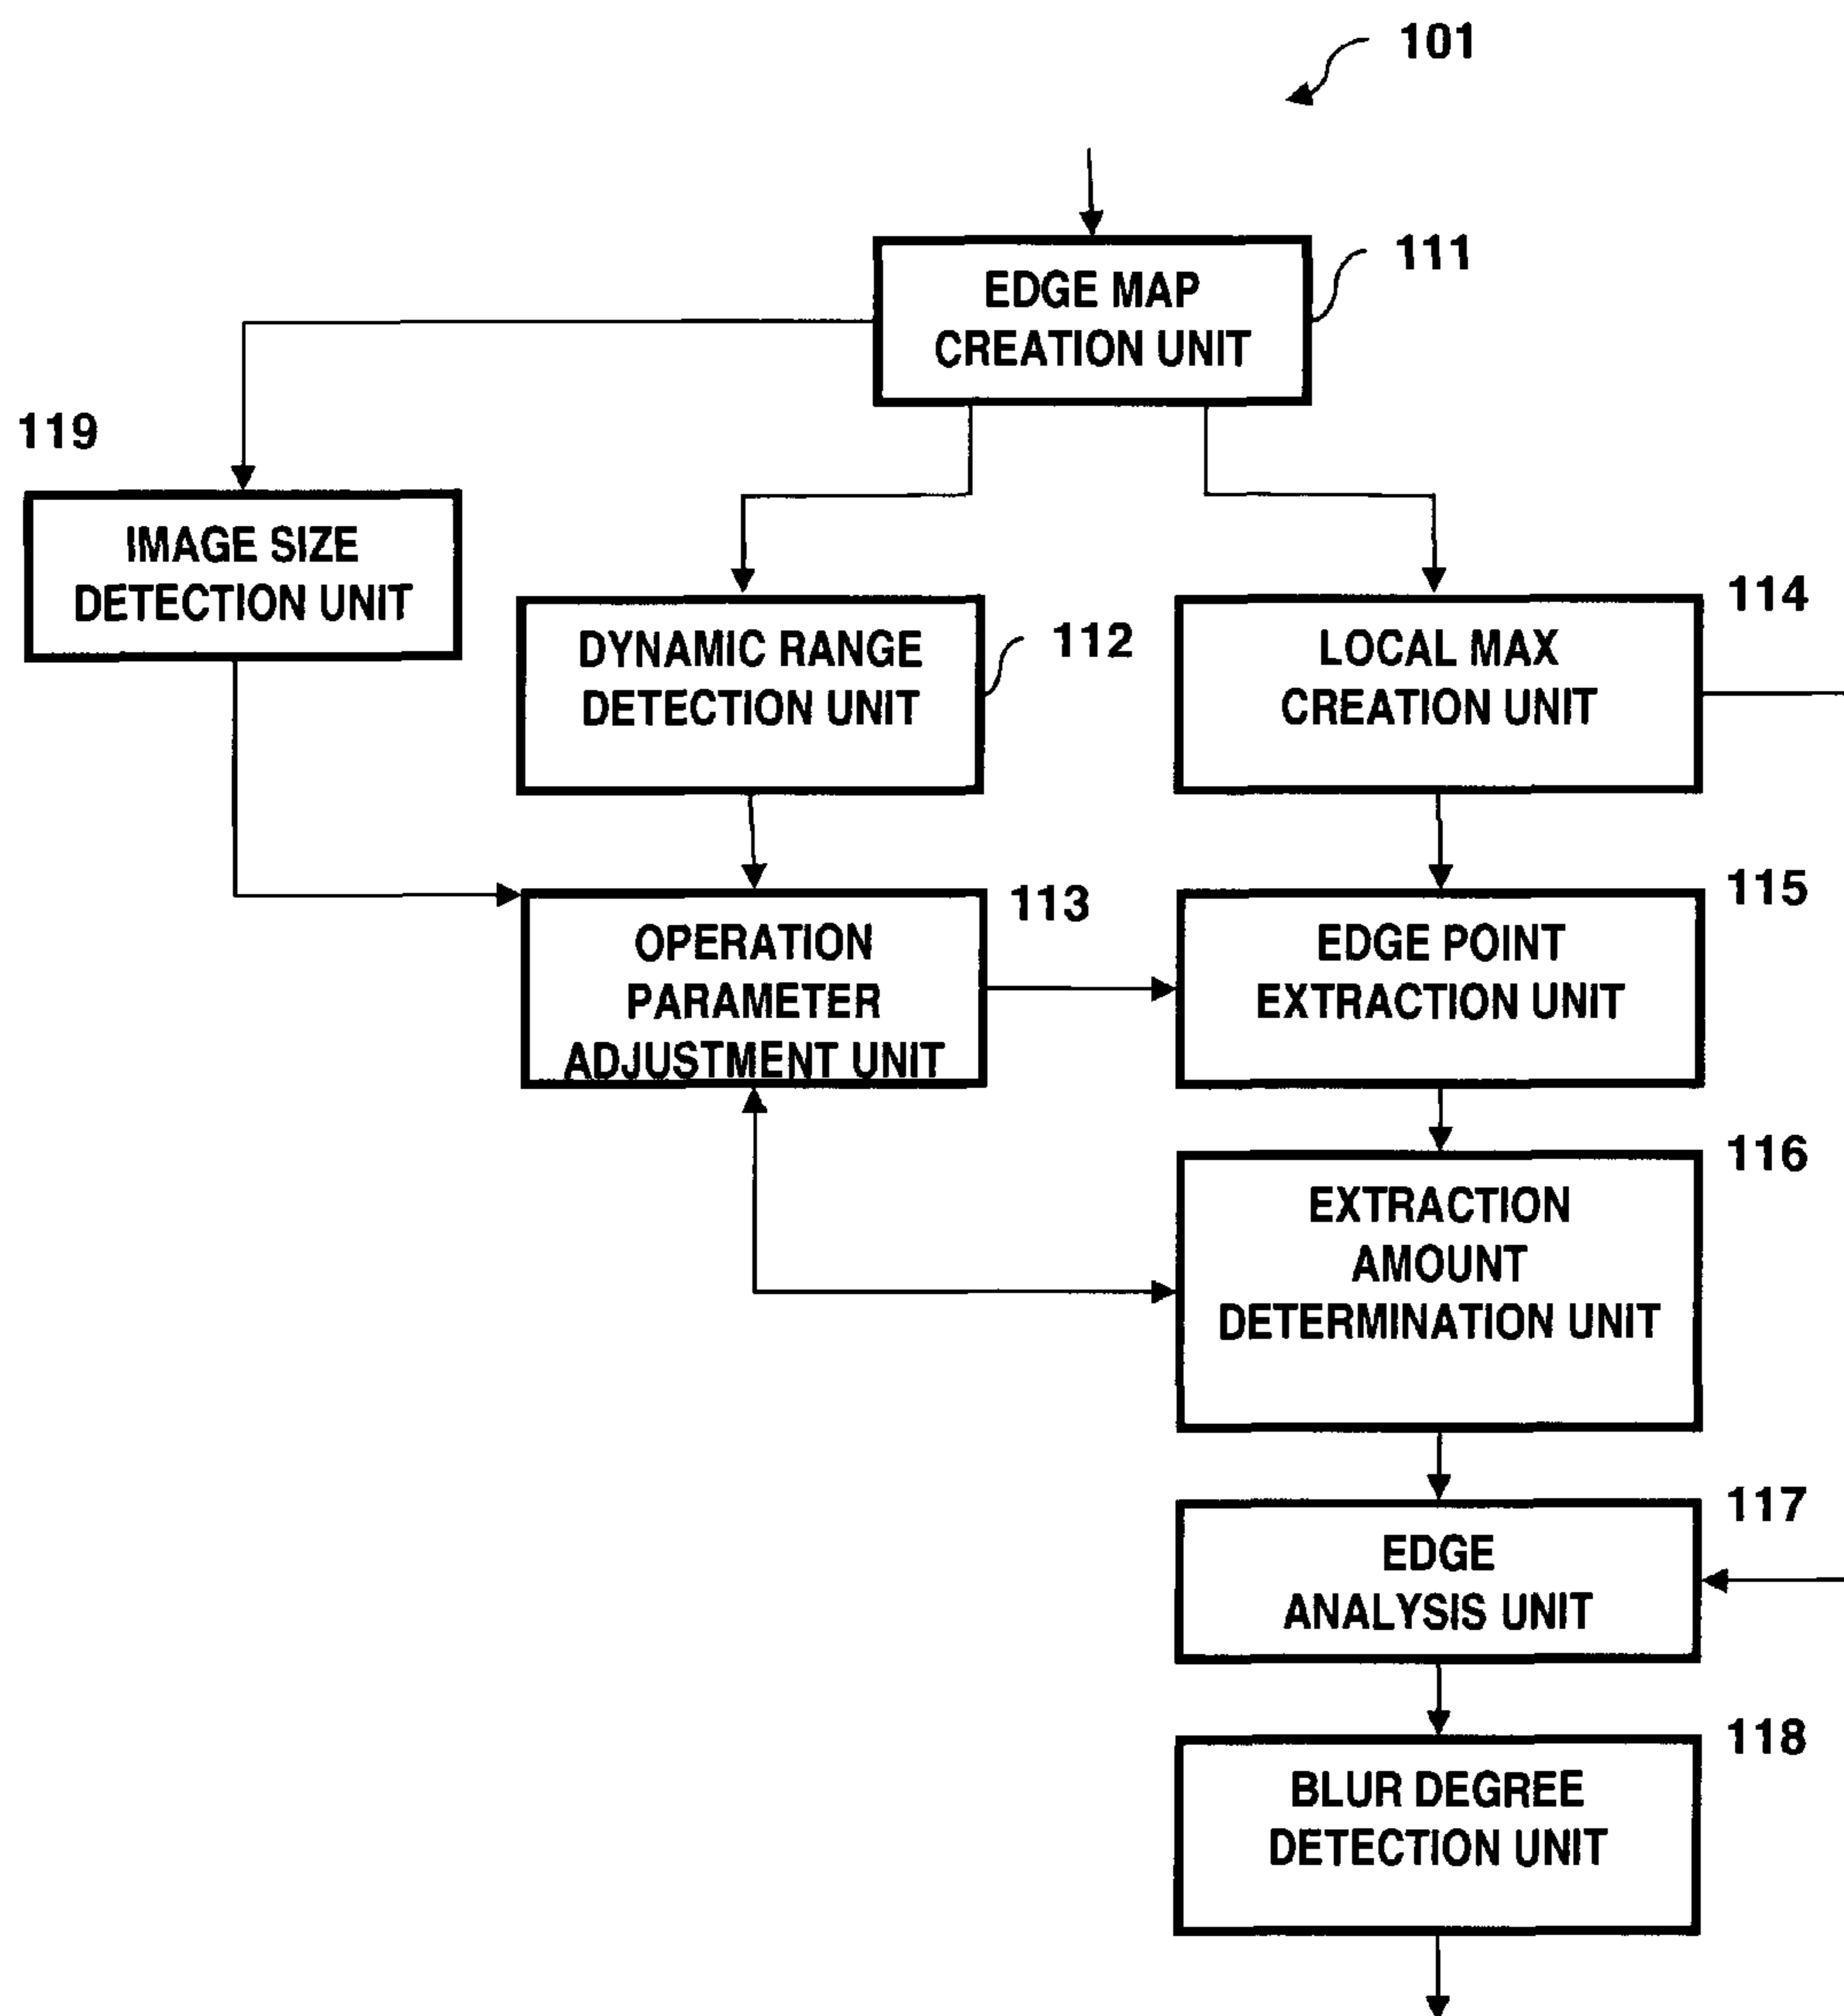 101
EDGE MAP
CREATION UNIT
111
119
IMAGE SIZE
DETECTION UNIT
DYNAMIC RANGE
DETECTION UNIT
112
LOCAL MAX
CREATION UNIT
114
OPERATION
PARAMETER
ADJUSTMENT UNIT
113
EDGE POINT
EXTRACTION UNIT
115
EXTRACTION
AMOUNT
DETERMINATION UNIT
116
EDGE
ANALYSIS UNIT
117
BLUR DEGREE
DETECTION UNIT
118